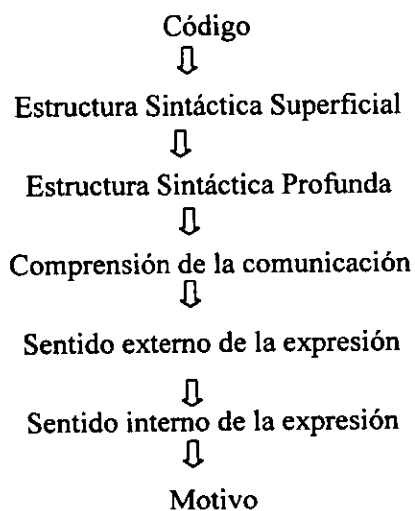 Código
⇩
Estructura Sintáctica Superficial
⇩
Estructura Sintáctica Profunda
⇩
Comprensión de la comunicación
⇩
Sentido externo de la expresión
⇩
Sentido interno de la expresión
⇩
Motivo